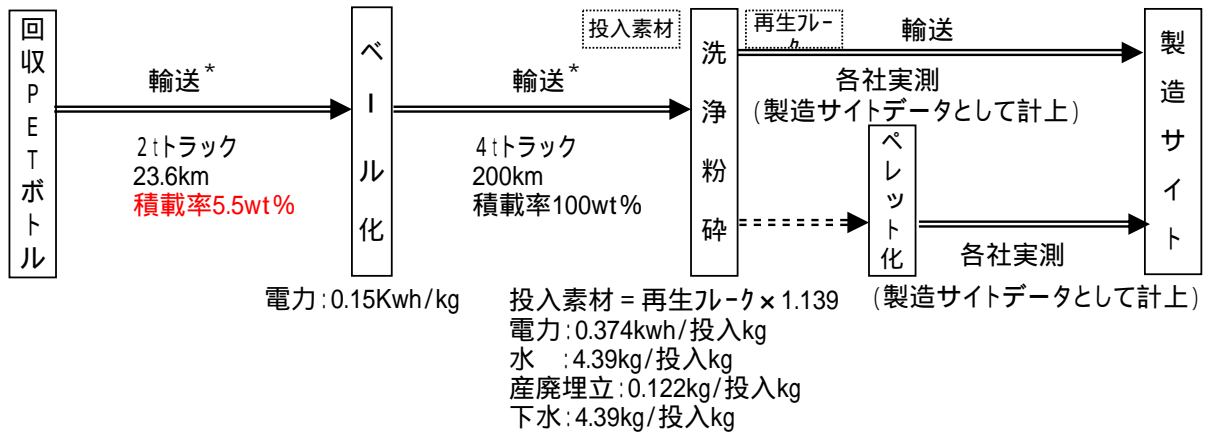 回収PETボトル
輸送*
2tトラック
23.6km
積載率5.5wt%
ベール化
電力:0.15Kwh/kg
輸送*
4tトラック
200km
積載率100wt%
投入素材
洗浄粉砕
再生フレーク
輸送
各社実測
(製造サイトデータとして計上)
ペレット化
各社実測
(製造サイトデータとして計上)
製造サイト
投入素材=再生フレーク×1.139
電力:0.374kwh/投入kg
水 :4.39kg/投入kg
産廃埋立:0.122kg/投入kg
下水:4.39kg/投入kg